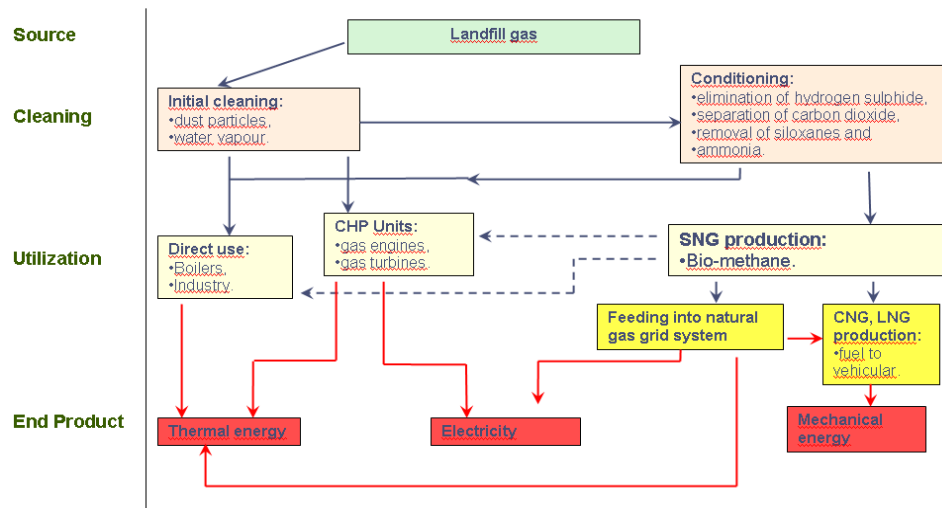 Source
Landfill gas
Cleaning
Initial cleaning:
•dust particles,
•water vapour.
Conditioning:
•elimination of hydrogen sulphide,
•separation of carbon dioxide,
•removal of siloxanes and
•ammonia.
Utilization
Direct use:
•Boilers,
•Industry.
CHP Units:
•gas engines,
•gas turbines.
SNG production:
•Bio-methane.
Feeding into natural
gas grid system
CNG, LNG
production:
•fuel to
vehicular.
End Product
Thermal energy
Electricity
Mechanical
energy